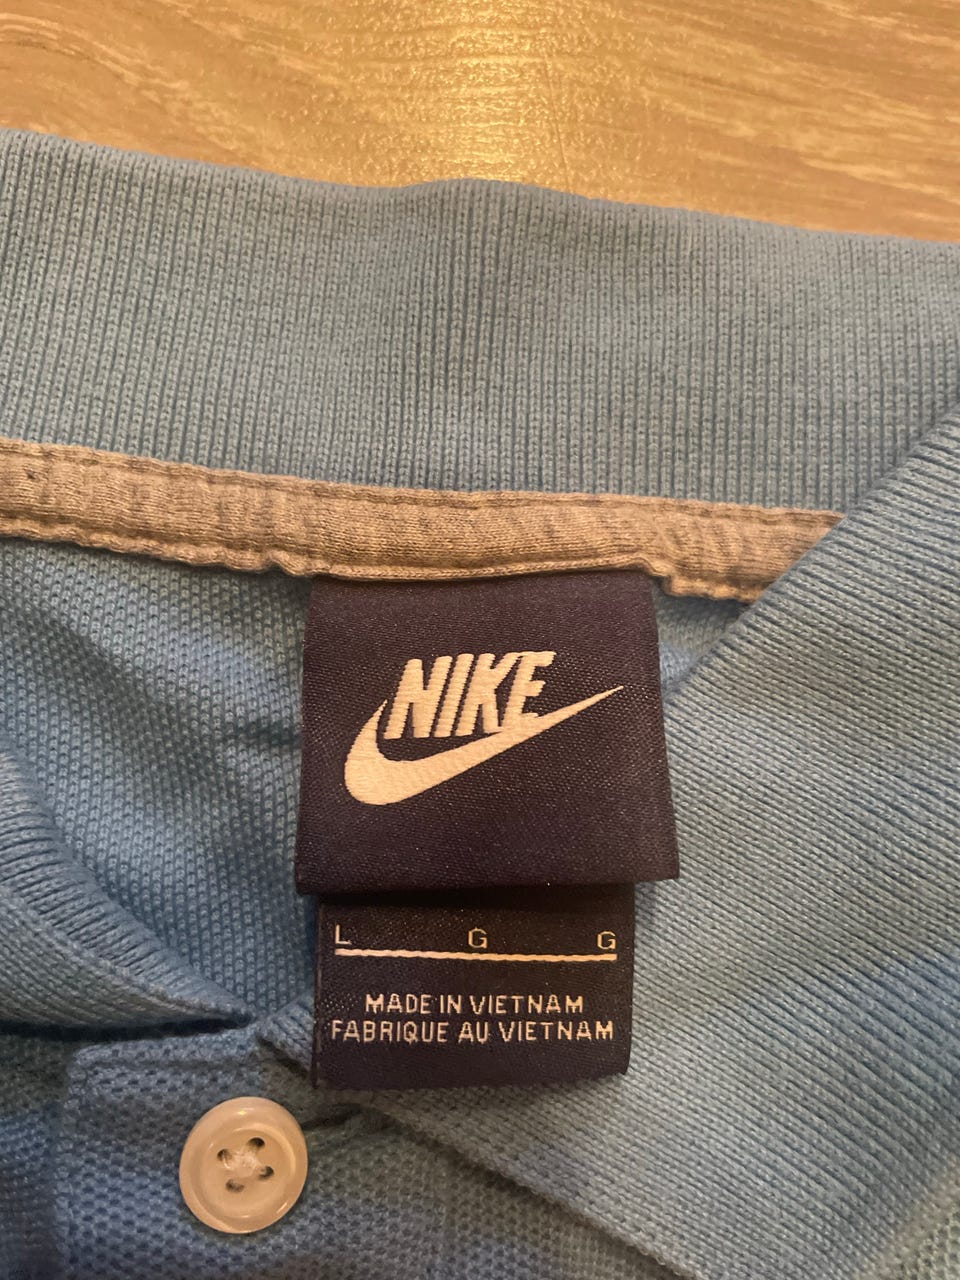 NIKE
L G G
MADE IN VIETNAM
FABRIQUE AU VIETNAM